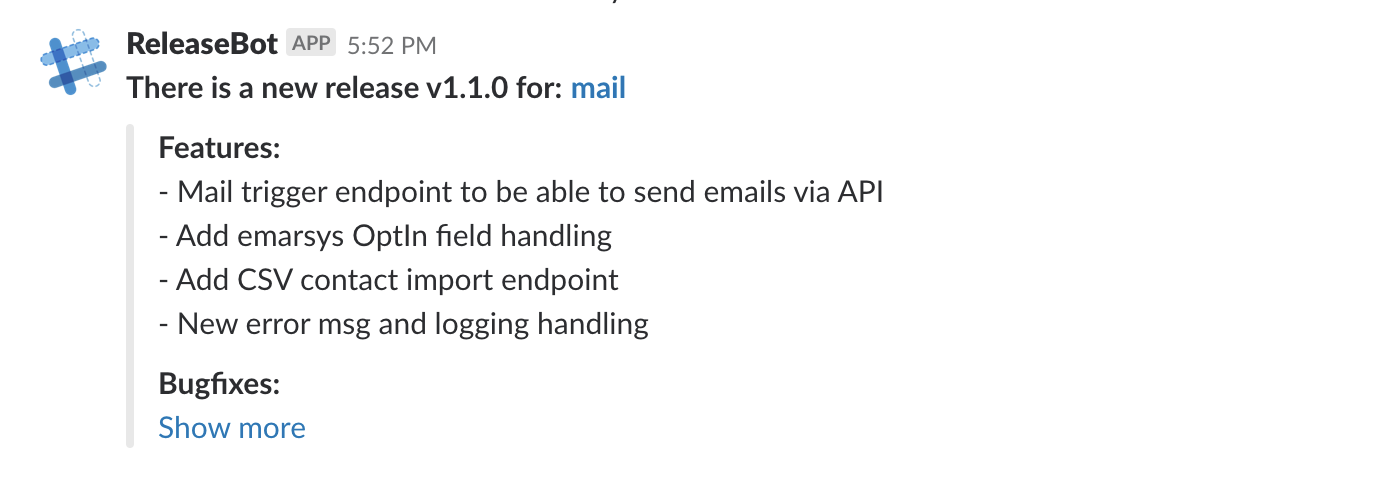 ReleaseBot APP 5:52 PM
There is a new release v1.1.0 for: mail
Features:
- Mail trigger endpoint to be able to send emails via API
- Add emarsys OptIn field handling
- Add CSV contact import endpoint
- New error msg and logging handling
Bugfixes:
Show more